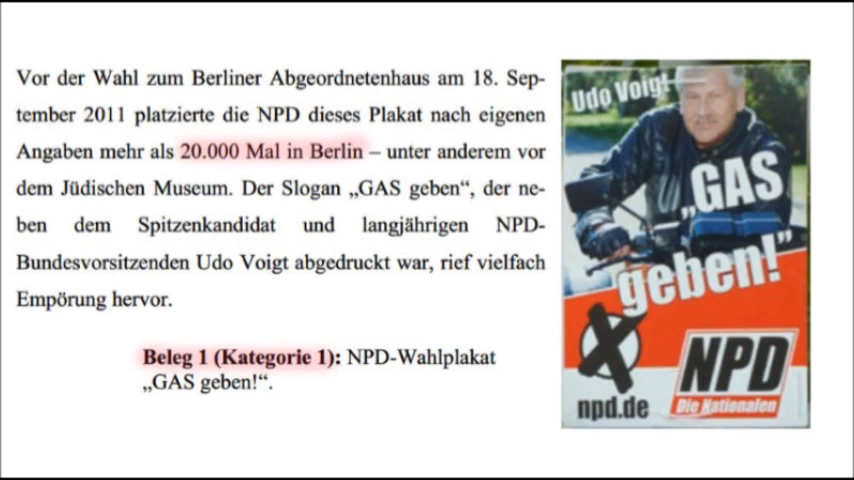 Vor der Wahl zum Berliner Abgeordnetenhaus am 18. Sep-
tember 2011 platzierte die NPD dieses Plakat nach eigenen
Angaben mehr als 20.000 Mal in Berlin – unter anderem vor
dem Jüdischen Museum. Der Slogan „GAS geben“, der ne-
ben dem Spitzenkandidat und langjährigen NPD-
Bundesvorsitzenden Udo Voigt abgedruckt war, rief vielfach
Empörung hervor.
Beleg 1 (Kategorie 1): NPD-Wahlplakat
„GAS geben!“.
Udo Voigt
„GAS
geben!”
NPD
Die Nationalen
npd.de